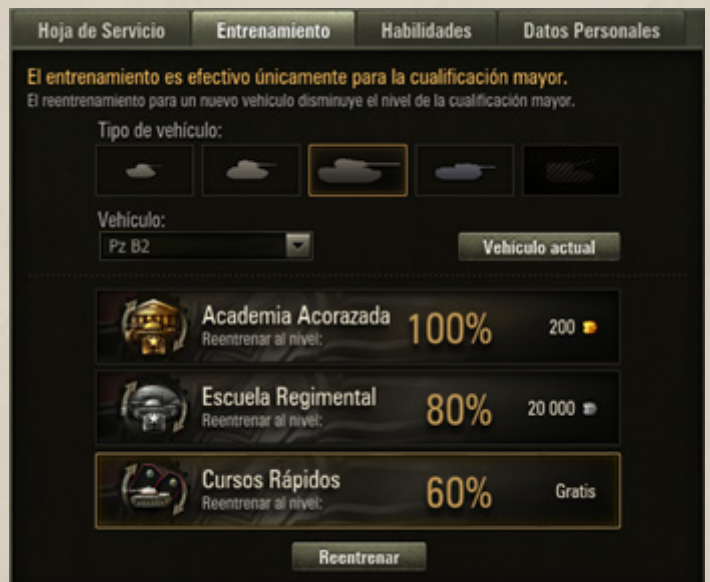 Hoja de Servicio
Entrenamiento
Habilidades
Datos Personales
El entrenamiento es efectivo únicamente para la cualificación mayor.
El reentrenamiento para un nuevo vehículo disminuye el nivel de la cualificación mayor.
Tipo de vehículo:
Vehículo:
Pz B2
Vehículo actual
Academia Acorazada
Reentrenar al nivel:
100%
200
Escuela Regimental
Reentrenar al nivel:
80%
20 000
Cursos Rápidos
Reentrenar al nivel:
60%
Gratis
Reentrenar